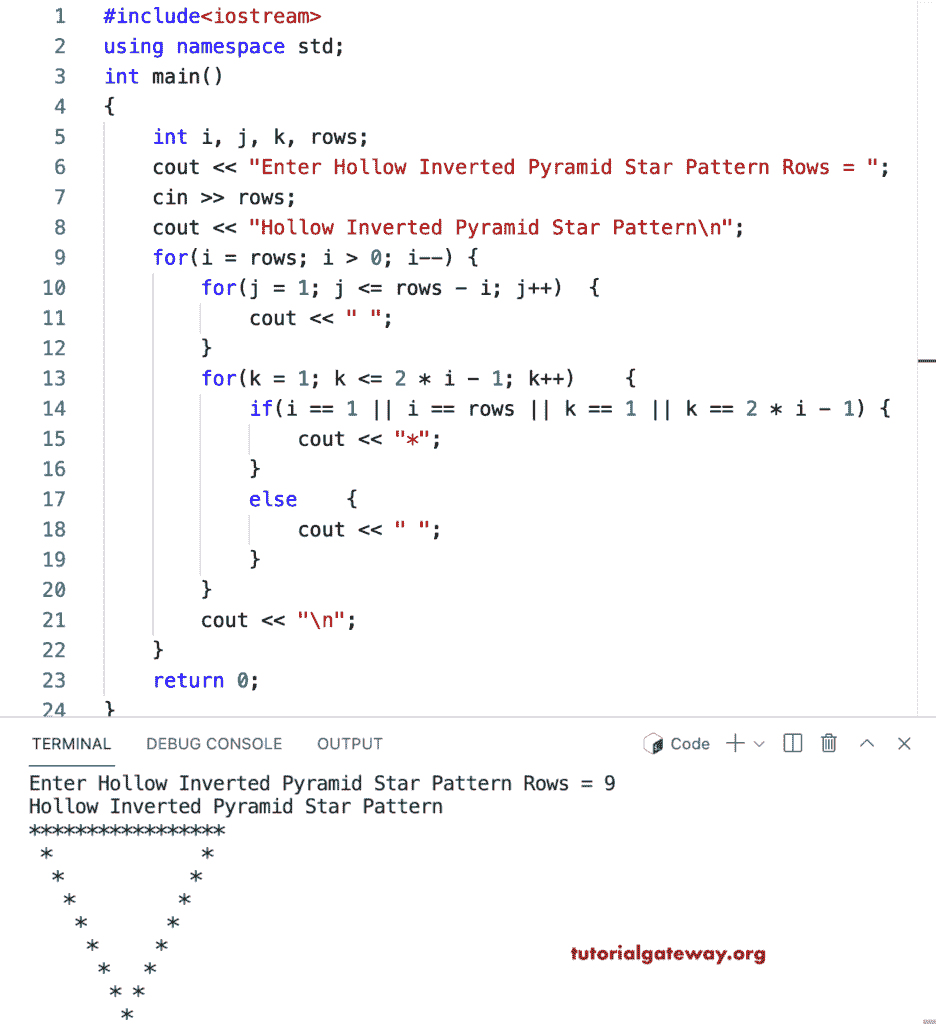 1 #include<iostream>
2 using namespace std;
3 int main()
4 {
5     int i, j, k, rows;
6     cout << "Enter Hollow Inverted Pyramid Star Pattern Rows = ";
7     cin >> rows;
8     cout << "Hollow Inverted Pyramid Star Pattern\n";
9     for(i = rows; i > 0; i--) {
10         for(j = 1; j <= rows - i; j++)  {
11             cout << " ";
12         }
13         for(k = 1; k <= 2 * i - 1; k++)    {
14             if(i == 1 || i == rows || k == 1 || k == 2 * i - 1) {
15                 cout << "*";
16             }
17             else    {
18                 cout << " ";
19             }
20         }
21         cout << "\n";
22     }
23     return 0;
24 }
TERMINAL DEBUG CONSOLE OUTPUT Code
Enter Hollow Inverted Pyramid Star Pattern Rows = 9
Hollow Inverted Pyramid Star Pattern
*****************
 *             *
  *           *
   *         *
    *       *
     *     *
      *   *
       * *
        *
tutorialgateway.org